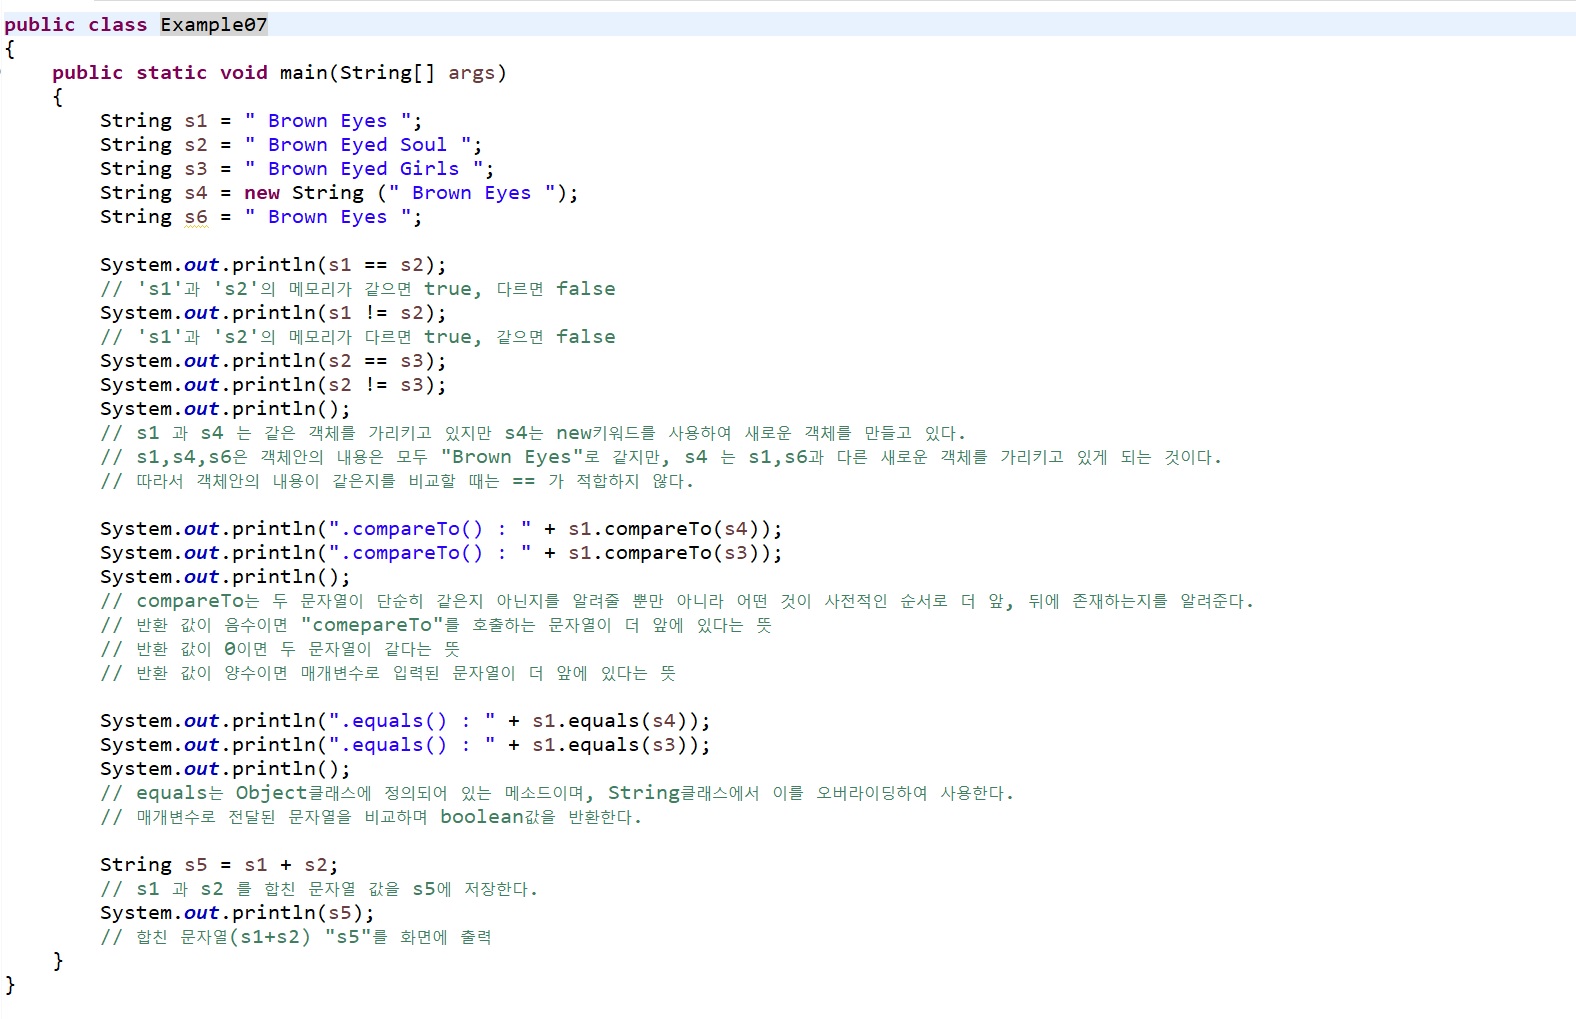 public class Example07
{
    public static void main(String[] args)
    {
        String s1 = " Brown Eyes ";
        String s2 = " Brown Eyed Soul ";
        String s3 = " Brown Eyed Girls ";
        String s4 = new String (" Brown Eyes ");
        String s6 = " Brown Eyes ";

        System.out.println(s1 == s2);
        // 's1'과 's2'의 메모리가 같으면 true, 다르면 false
        System.out.println(s1 != s2);
        // 's1'과 's2'의 메모리가 다르면 true, 같으면 false
        System.out.println(s2 == s3);
        System.out.println(s2 != s3);
        System.out.println();
        // s1 과 s4 는 같은 객체를 가리키고 있지만 s4는 new키워드를 사용하여 새로운 객체를 만들고 있다.
        // s1,s4,s6은 객체안의 내용은 모두 "Brown Eyes"로 같지만, s4 는 s1,s6과 다른 새로운 객체를 가리키고 있게 되는 것이다.
        // 따라서 객체안의 내용이 같은지를 비교할 때는 == 가 적합하지 않다.

        System.out.println(".compareTo() : " + s1.compareTo(s4));
        System.out.println(".compareTo() : " + s1.compareTo(s3));
        System.out.println();
        // compareTo는 두 문자열이 단순히 같은지 아닌지를 알려줄 뿐만 아니라 어떤 것이 사전적인 순서로 더 앞, 뒤에 존재하는지를 알려준다.
        // 반환 값이 음수이면 "comepareTo"를 호출하는 문자열이 더 앞에 있다는 뜻
        // 반환 값이 0이면 두 문자열이 같다는 뜻
        // 반환 값이 양수이면 매개변수로 입력된 문자열이 더 앞에 있다는 뜻

        System.out.println(".equals() : " + s1.equals(s4));
        System.out.println(".equals() : " + s1.equals(s3));
        System.out.println();
        // equals는 Object클래스에 정의되어 있는 메소드이며, String클래스에서 이를 오버라이딩하여 사용한다.
        // 매개변수로 전달된 문자열을 비교하며 boolean값을 반환한다.

        String s5 = s1 + s2;
        // s1 과 s2 를 합친 문자열 값을 s5에 저장한다.
        System.out.println(s5);
        // 합친 문자열(s1+s2) "s5"를 화면에 출력
    }
}